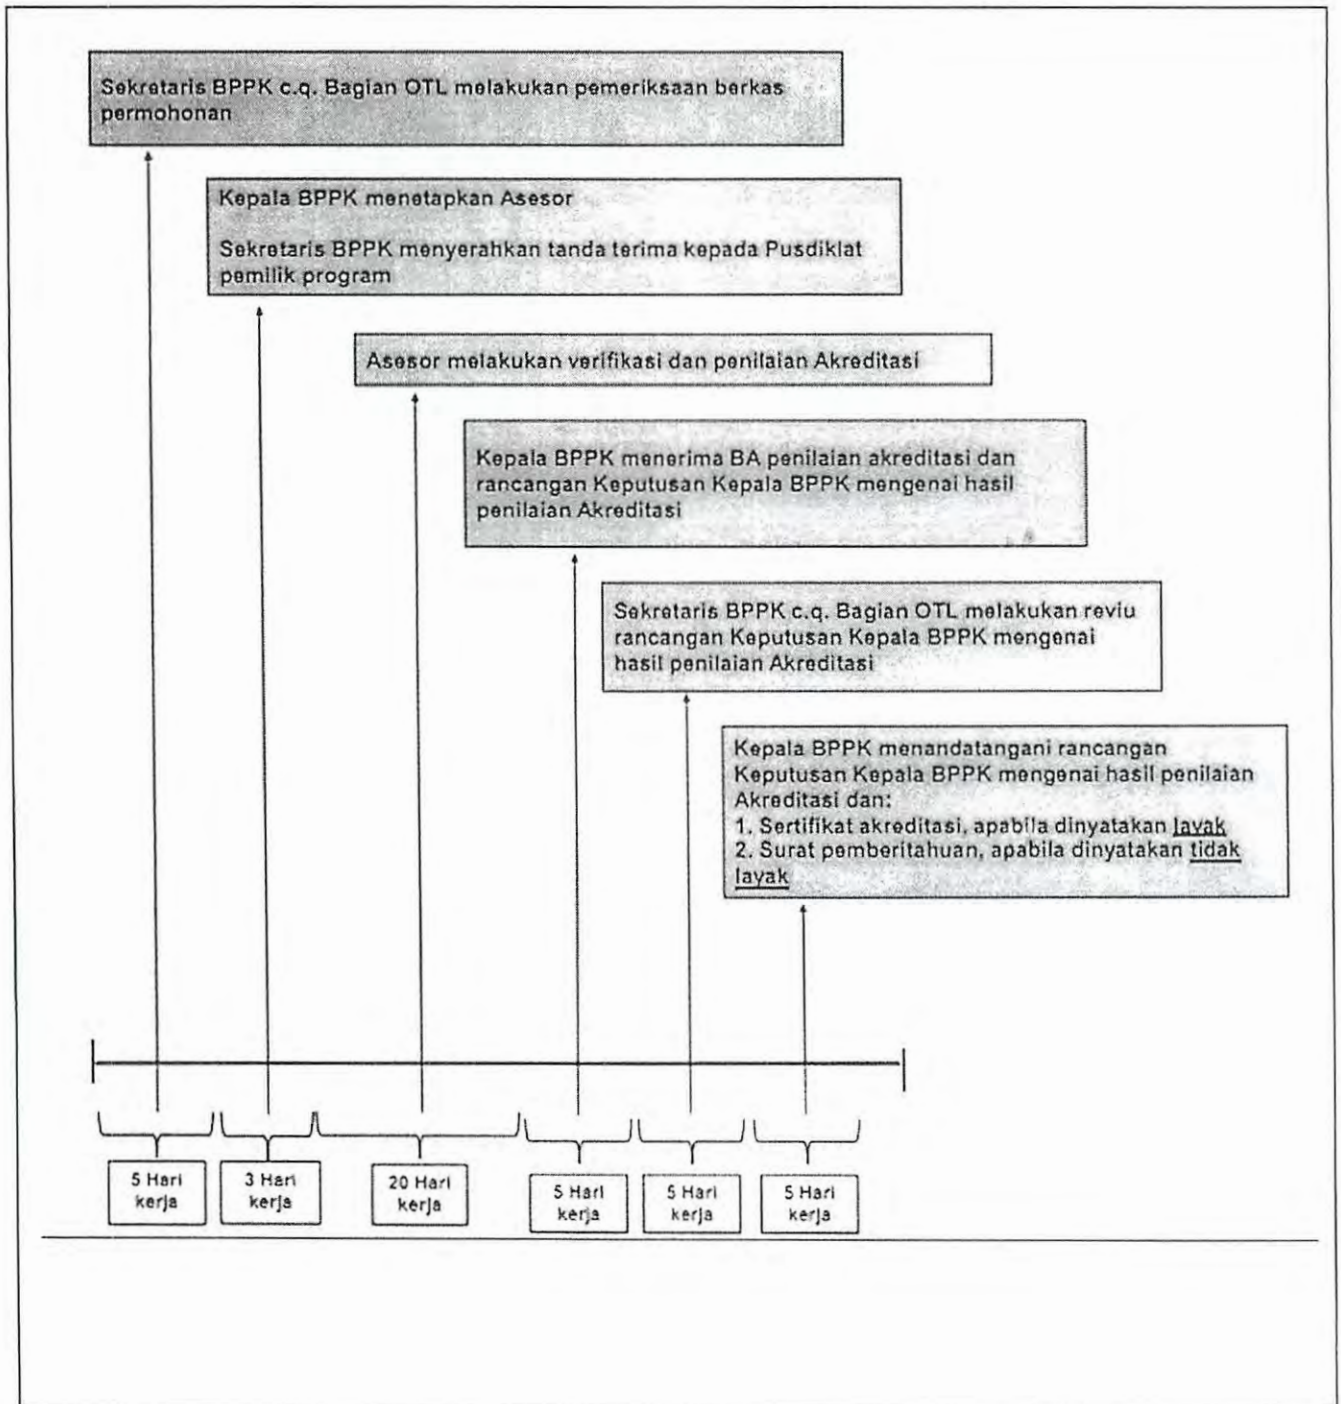 Sekretaris BPPK c.q. Bagian OTL melakukan pemeriksaan berkas
permohonan
Kepala BPPK menetapkan Asesor
Sekretaris BPPK menyerahkan tanda terima kepada Pusdiklat
pemilik program
Asesor melakukan verifikasi dan penilaian Akreditasi
Kepala BPPK menerima BA penilaian akreditasi dan
rancangan Keputusan Kepala BPPK mengenai hasil
penilaian Akreditasi
Sekretaris BPPK c.q. Bagian OTL melakukan reviu
rancangan Keputusan Kepala BPPK mengenai
hasil penilaian Akreditasi
Kepala BPPK menandatangani rancangan
Keputusan Kepala BPPK mengenai hasil penilaian
Akreditasi dan:
1. Sertifikat akreditasi, apabila dinyatakan layak
2. Surat pemberitahuan, apabila dinyatakan tidak
layak
5 Hari
kerja
3 Hari
kerja
20 Hari
kerja
5 Hari
kerja
5 Hari
kerja
5 Hari
kerja